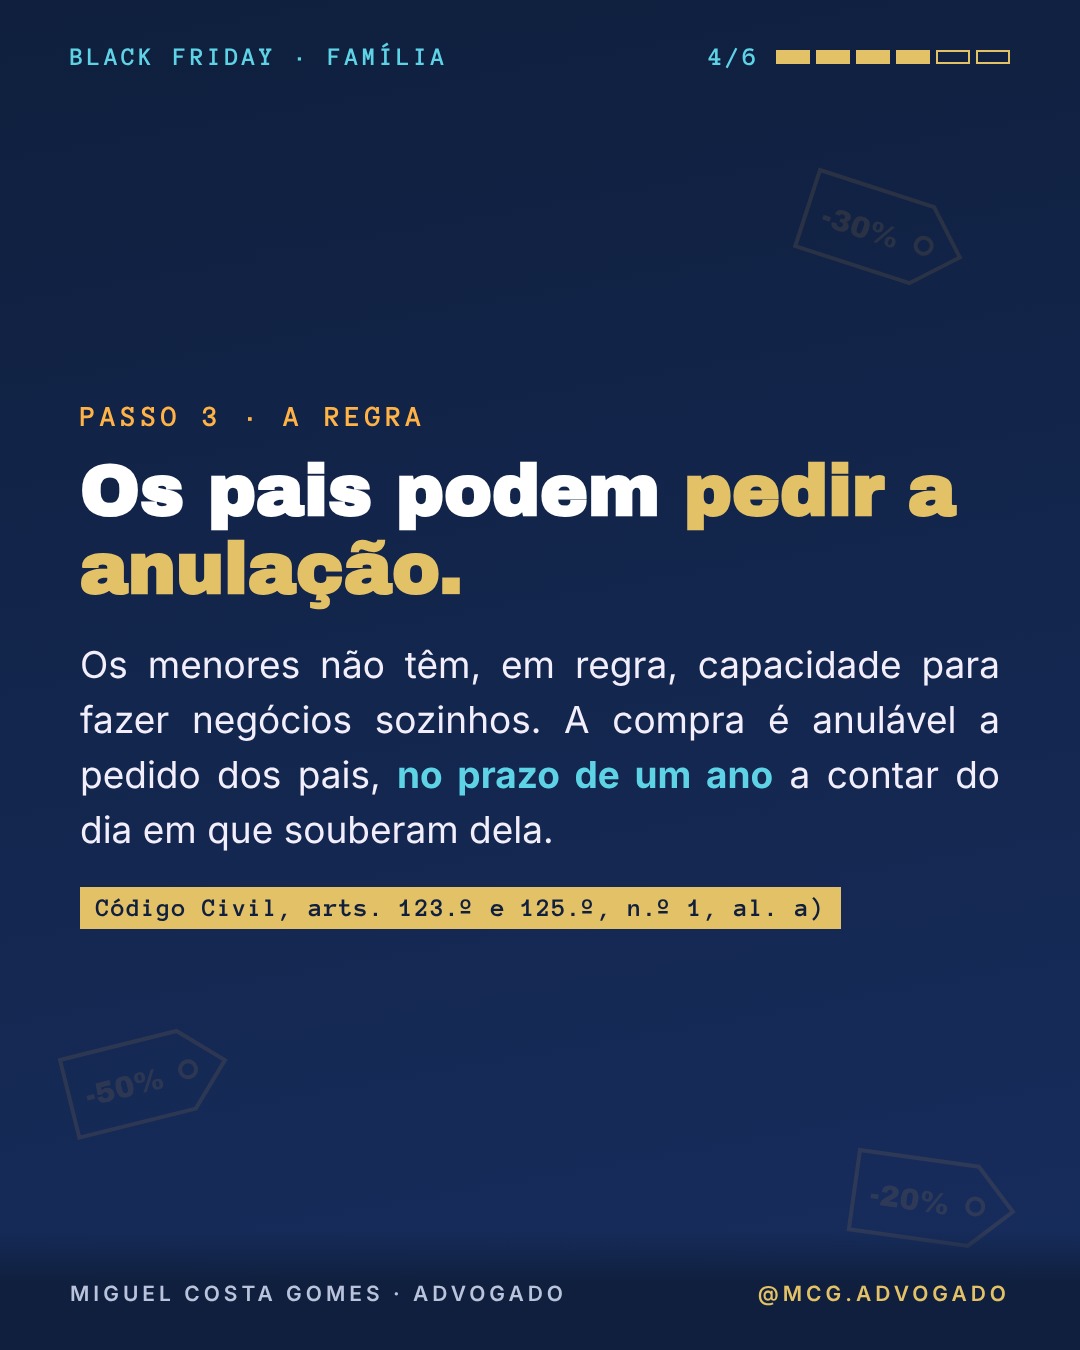 BLACK FRIDAY · FAMÍLIA
4/6
-30%
PASSO 3 · A REGRA
Os pais podem pedir a
anulação.
Os menores não têm, em regra, capacidade para
fazer negócios sozinhos. A compra é anulável a
pedido dos pais, no prazo de um ano a contar do
dia em que souberam dela.
Código Civil, arts. 123.º e 125.º, n.º 1, al. a)
-50%
-20%
MIGUEL COSTA GOMES · ADVOGADO
@MCG.ADVOGADO